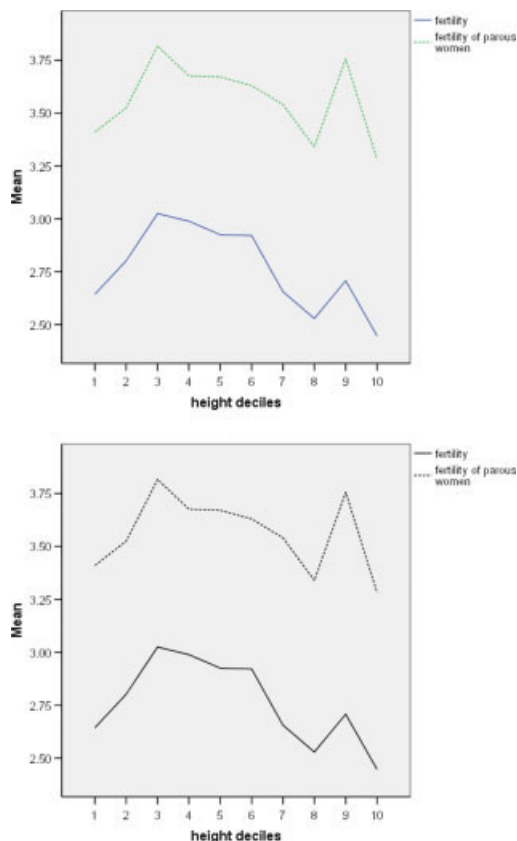 fertility
fertility of parous
women
3.75
3.50
3.25
3.00
2.75
2.50
Mean
1 2 3 4 5 6 7 8 9 10
height deciles
fertility
fertility of parous
women
3.75
3.50
3.25
3.00
2.75
2.50
Mean
1 2 3 4 5 6 7 8 9 10
height deciles